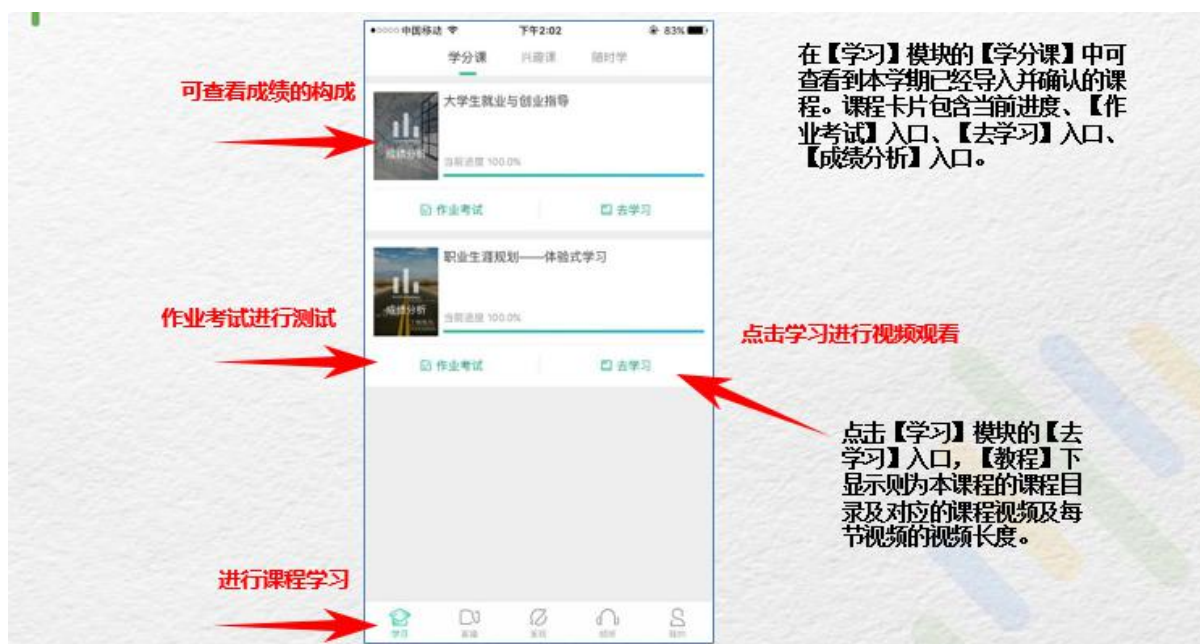 中国移动
下午2:02
83%
学分课
兴趣课
随时学
可查看成绩的构成
成绩分析
大学生就业与创业指导
当前进度 100.0%
作业考试
去学习
在【学习】模块的【学分课】中可
查看到本学期已经导入并确认的课
程。课程卡片包含当前进度、【作
业考试】入口、【去学习】入口、
【成绩分析】入口。
职业生涯规划——体验式学习
成绩分析
当前进度 100.0%
作业考试进行测试
作业考试
去学习
点击学习进行视频观看
点击【学习】模块的【去
学习】入口，【教程】下
显示则为本课程的课程目
录及对应的课程视频及每
节视频的视频长度。
进行课程学习
学习
发现
我的